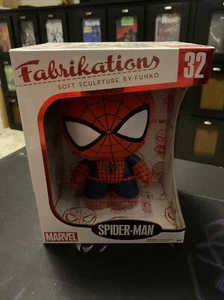 Fabrikations
32
SOFT SCULPTURE BY FUNKO
MARVEL
SPIDER-MAN